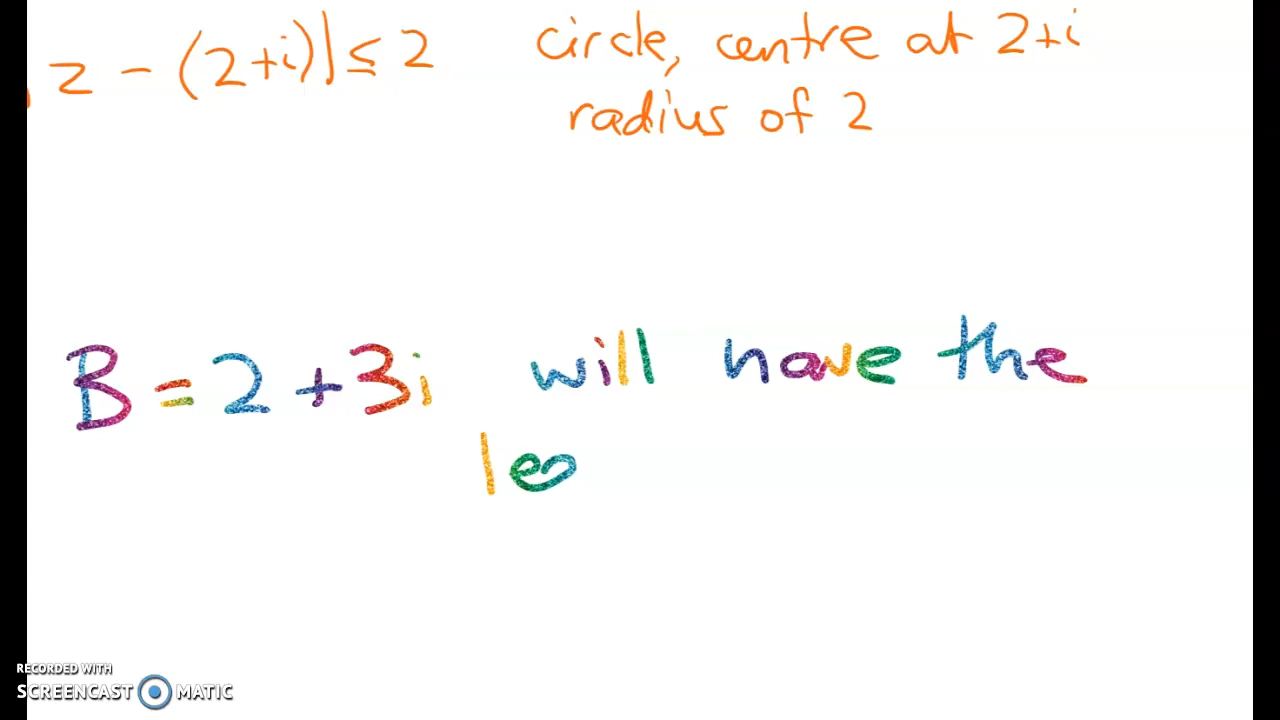 z - (2+i)| ≤ 2 circle, centre at 2+i
radius of 2
B = 2 + 3i will have the
le
RECORDED WITH
SCREENCAST MATIC